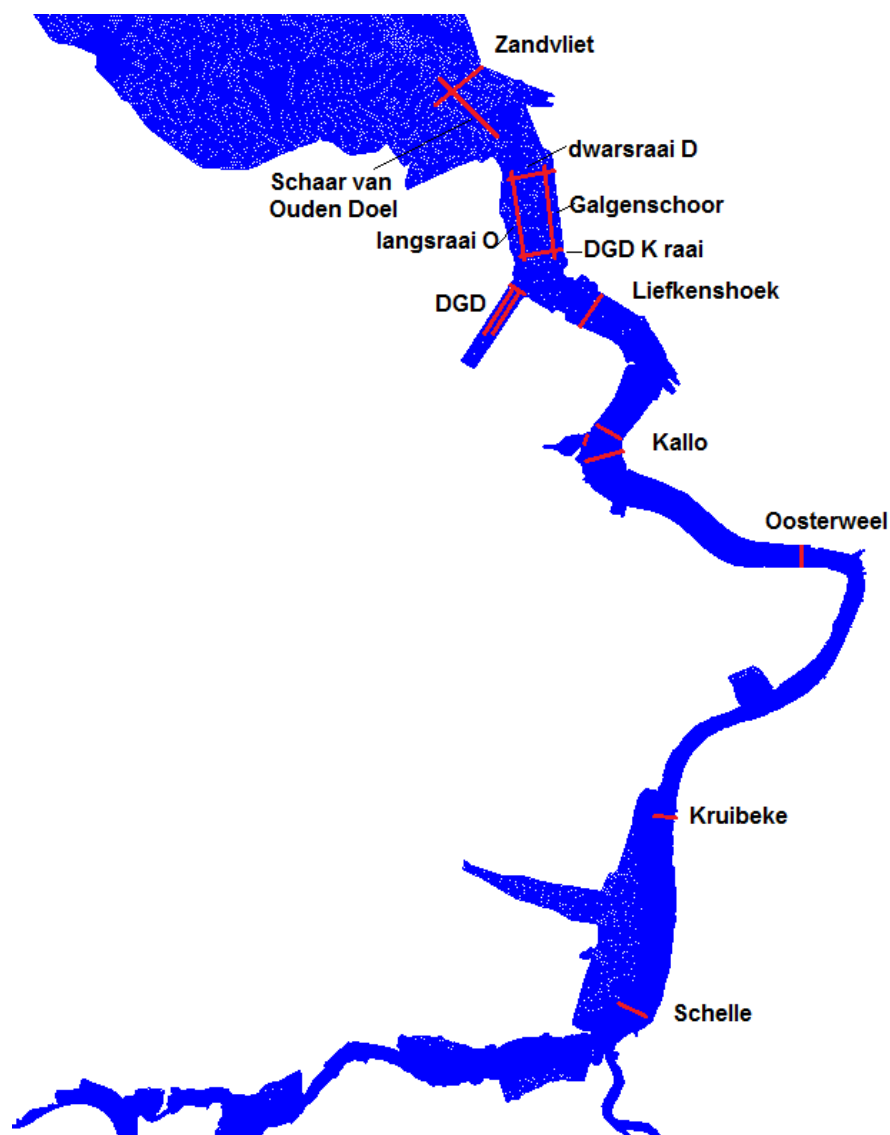 Zandvliet
dwarsraai D
Schaar van
Ouden Doel
Galgenschoor
langsraai O
DGD K raai
Liefkenshoek
DGD
Kallo
Oosterweel
Kruibeke
Schelle